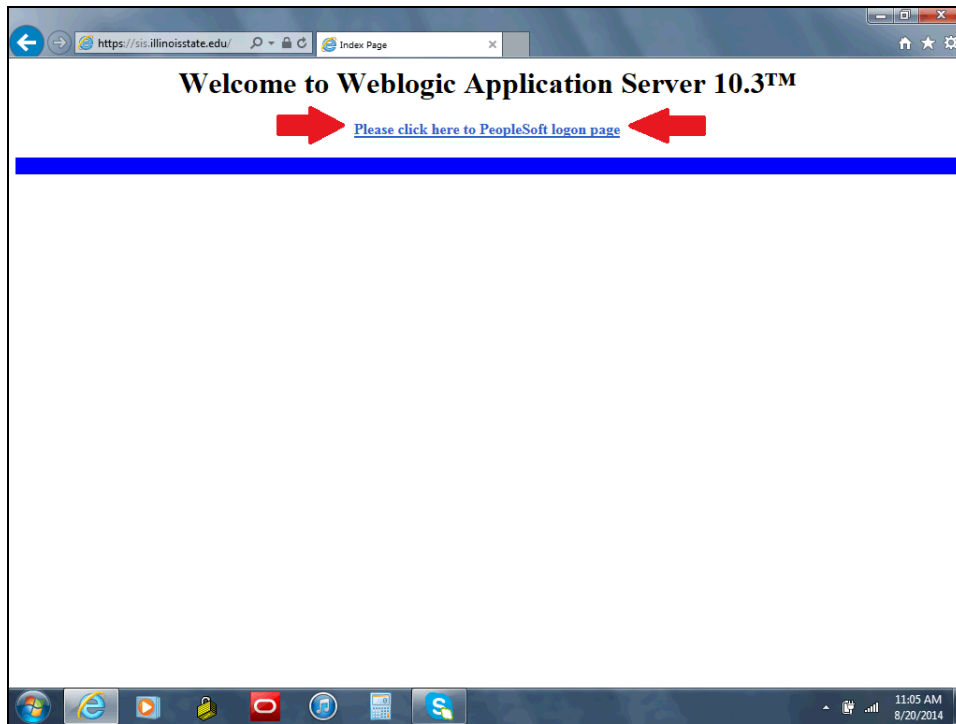 https://sis.illinoisstate.edu/
Index Page
Welcome to Weblogic Application Server 10.3™
Please click here to PeopleSoft logon page
11:05 AM
8/20/2014